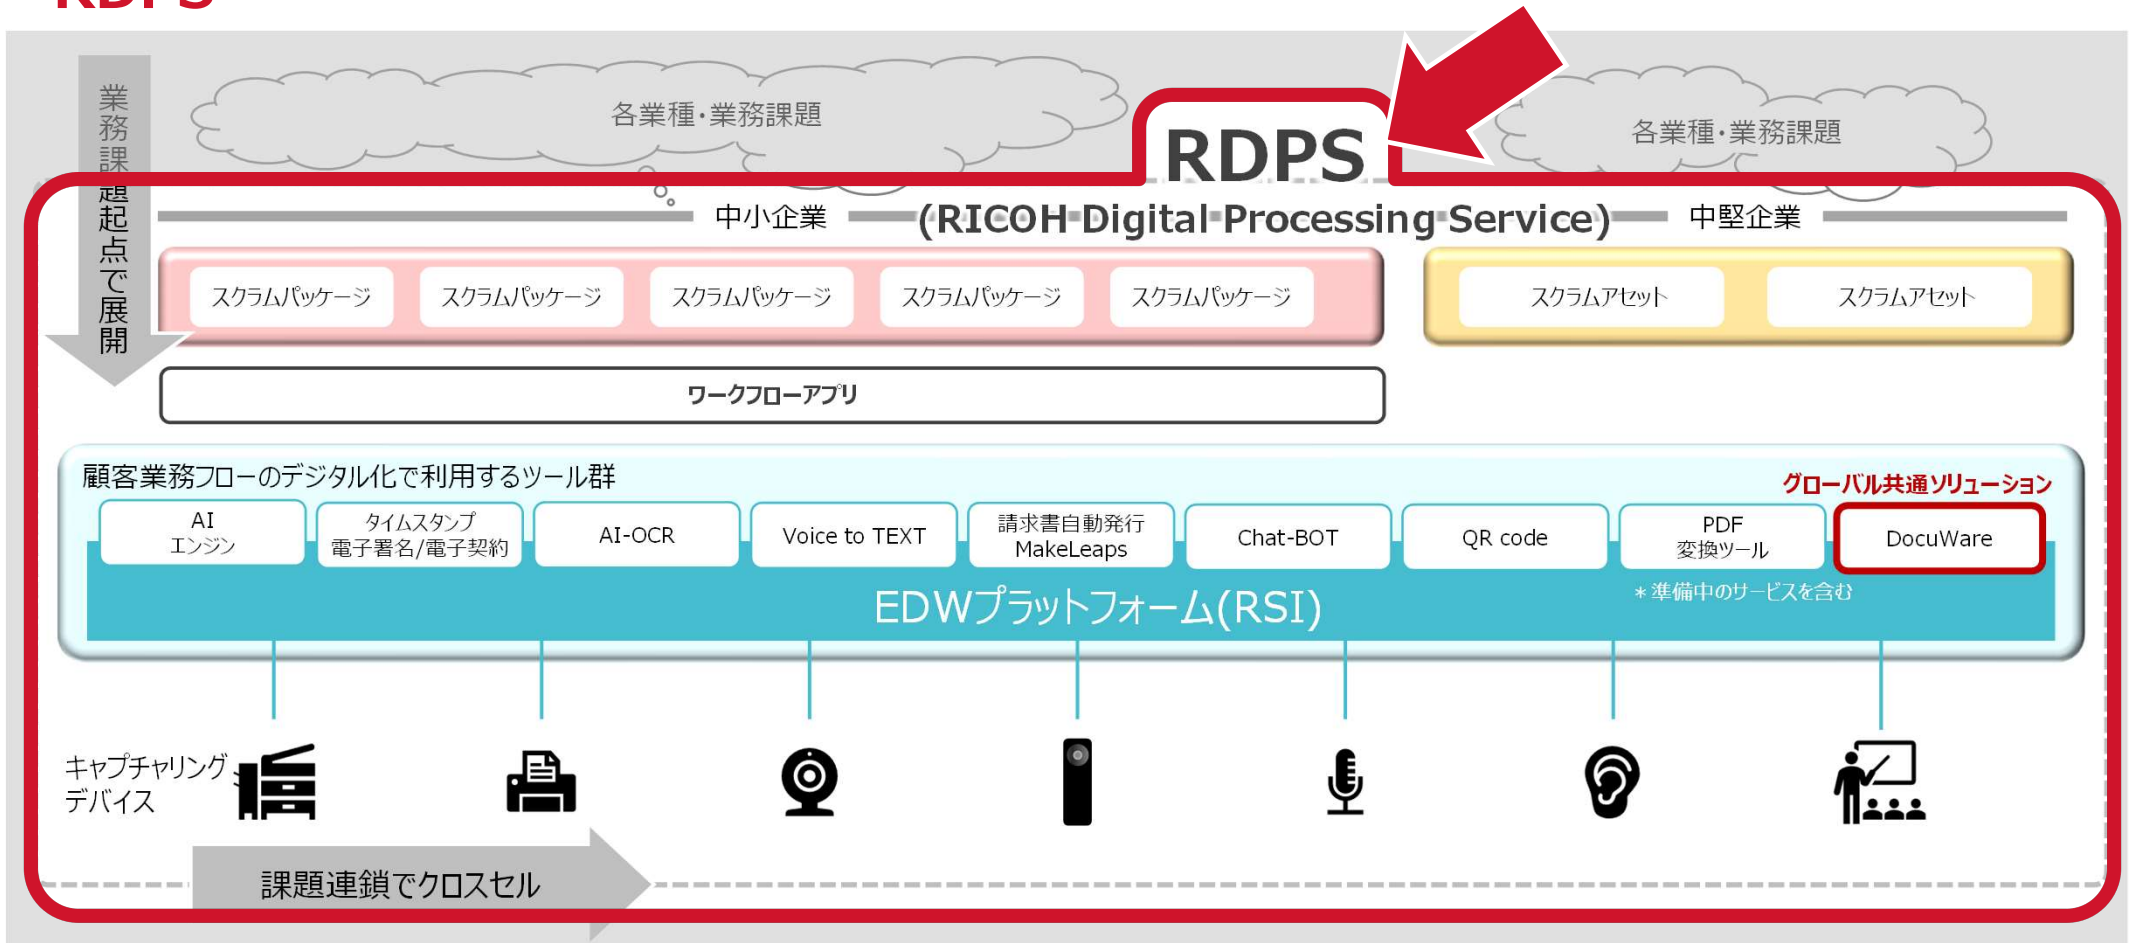 RDPS
業務課題起点で展開
各業種・業務課題
各業種・業務課題
RDPS
中小企業
(RICOH Digital Processing Service)
中堅企業
スクラムパッケージ
スクラムパッケージ
スクラムパッケージ
スクラムパッケージ
スクラムパッケージ
スクラムアセット
スクラムアセット
ワークフローアプリ
顧客業務フローのデジタル化で利用するツール群
グローバル共通ソリューション
AI
エンジン
タイムスタンプ
電子署名/電子契約
AI-OCR
Voice to TEXT
請求書自動発行
MakeLeaps
Chat-BOT
QR code
PDF
変換ツール
DocuWare
EDWプラットフォーム(RSI)
＊準備中のサービスを含む
キャプチャリング
デバイス
課題連鎖でクロスセル